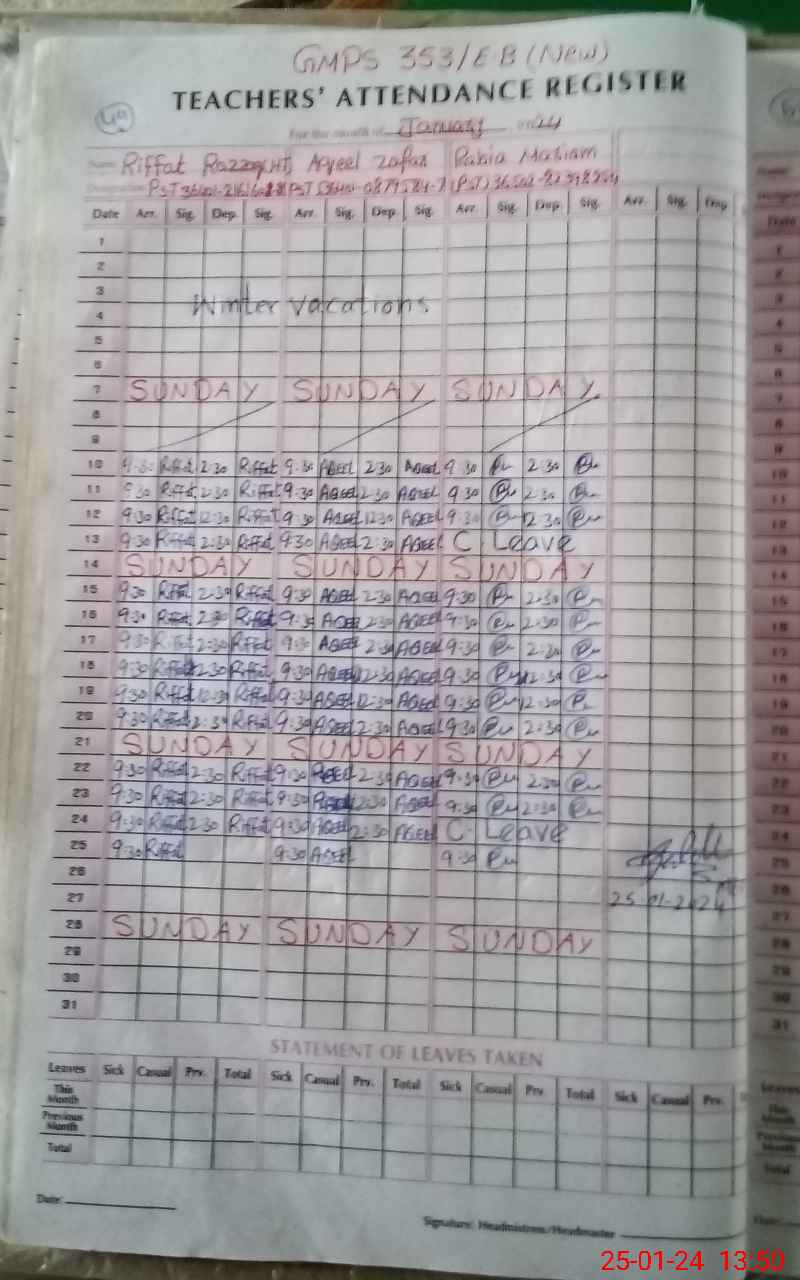 GMPS 353/E·B (New)
TEACHERS' ATTENDANCE REGISTER
For the month of January 24
Name Riffat Aqeel Zafar Rabia Mariam
Date Arr. Sig. Dep. Sig. Arr. Sig. Dep. Sig. Arr. Sig. Dep. Sig. Arr. Sig. Dep
1
2
3
Winter vacations
4
5
6
7 SUNDAY SUNDAY SUNDAY
8
9
10 9:30 Riffat 2:30 Riffat 9:30 AQEEL 2:30 AQEEL 9:30 2:30
11 9:30 Riffat 2:30 Riffat 9:30 AQEEL 2:30 AQEEL 9:30 2:30
12 9:30 Riffat 12:30 Riffat 9:30 AQEEL 12:30 AQEEL 9:30 12:30
13 9:30 Riffat 2:30 Riffat 9:30 AQEEL 2:30 AQEEL C. Leave
14 SUNDAY SUNDAY SUNDAY
15 9:30 Riffat 2:30 Riffat 9:30 AQEEL 2:30 AQEEL 9:30 2:30
16 9:30 Riffat 2:30 Riffat 9:30 AQEEL 2:30 AQEEL 9:30 2:30
17 9:30 Riffat 2:30 Riffat 9:30 AQEEL 2:30 AQEEL 9:30 2:30
18 9:30 Riffat 12:30 Riffat 9:30 AQEEL 12:30 AQEEL 9:30 12:30
19 9:30 Riffat 12:30 Riffat 9:30 AQEEL 12:30 AQEEL 9:30 12:30
20 9:30 Riffat 2:30 Riffat 9:30 AQEEL 2:30 AQEEL 9:30 2:30
21 SUNDAY SUNDAY SUNDAY
22 9:30 Riffat 2:30 Riffat 9:30 AQEEL 2:30 AQEEL 9:30 2:30
23 9:30 Riffat 2:30 Riffat 9:30 AQEEL 2:30 AQEEL 9:30 2:30
24 9:30 Riffat 2:30 Riffat 9:30 AQEEL 2:30 AQEEL C. Leave
25 9:30 Riffat 9:30 AQEEL 9:30
26
27 25-01-2024
28 SUNDAY SUNDAY SUNDAY
29
30
31
STATEMENT OF LEAVES TAKEN
Leaves Sick Casual Prv. Total Sick Casual Prv. Total Sick Casual Prv. Total Sick Casual Prv.
This Month
Previous Month
Total
Date:
Signature: Headmistress/Headmaster
25-01-24 13:50